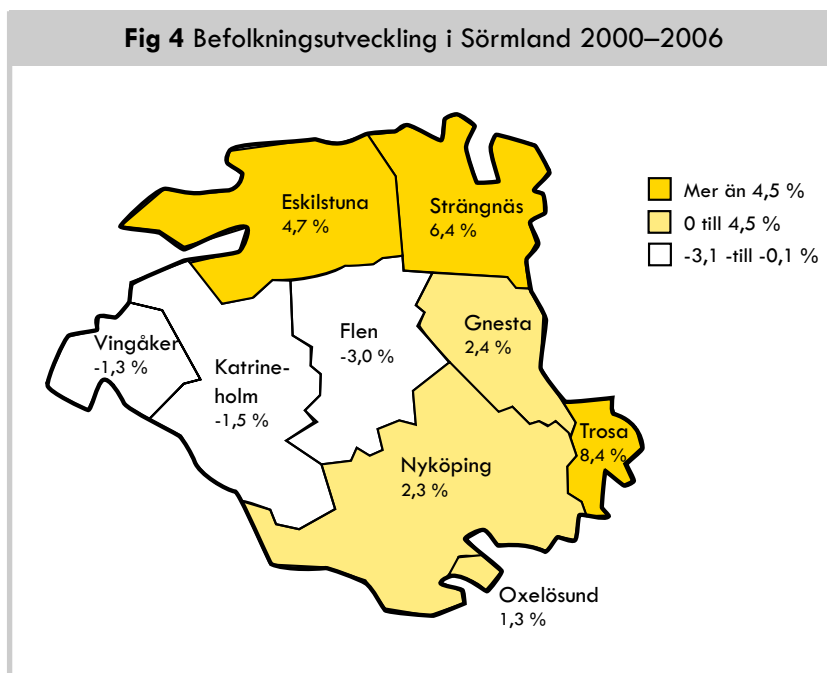 Fig 4 Befolkningsutveckling i Sörmland 2000–2006
Eskilstuna
4,7 %
Strängnäs
6,4 %
Mer än 4,5 %
0 till 4,5 %
-3,1 -till -0,1 %
Vingåker
-1,3 %
Katrine-
holm
-1,5 %
Flen
-3,0 %
Gnesta
2,4 %
Trosa
8,4 %
Nyköping
2,3 %
Oxelösund
1,3 %